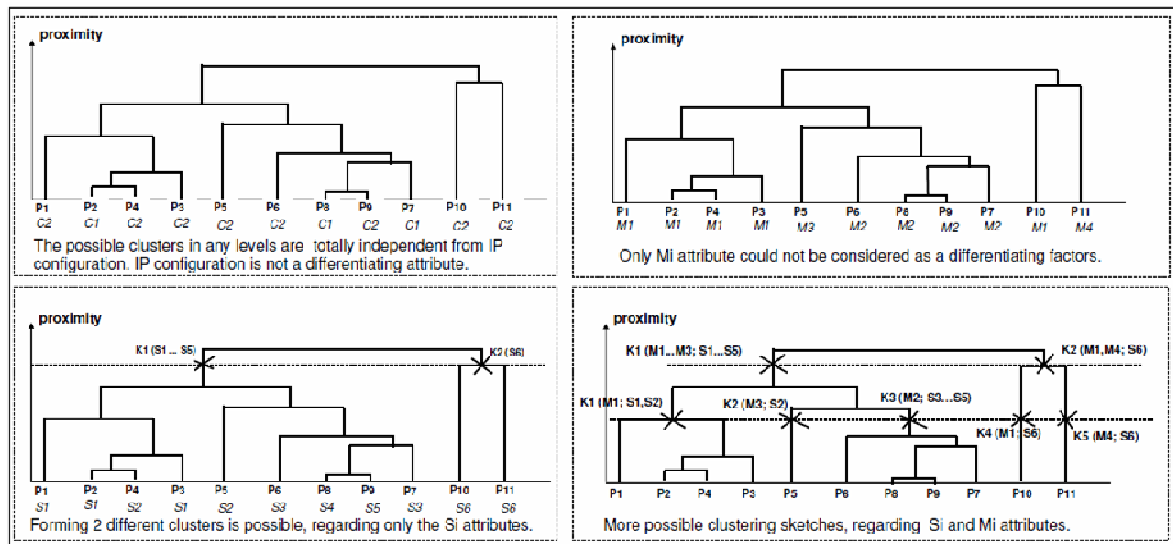 proximity
P1 P2 P4 P3 P5 P6 P8 P9 P7 P10 P11
C2 C1 C2 C2 C2 C2 C1 C2 C1 C2 C2
The possible clusters in any levels are totally independent from IP
configuration. IP configuration is not a differentiating attribute.
proximity
P1 P2 P4 P3 P5 P6 P8 P9 P7 P10 P11
M1 M1 M1 M1 M3 M2 M2 M2 M2 M1 M4
Only Mi attribute could not be considered as a differentiating factors.
proximity
K1 (S1 ... S5)
K2 (S6)
P1 P2 P4 P3 P5 P6 P8 P9 P7 P10 P11
S1 S1 S2 S1 S2 S3 S4 S5 S3 S6 S6
Forming 2 different clusters is possible, regarding only the Si attributes.
proximity
K1 (M1...M3; S1...S5)
K2 (M1,M4; S6)
K1 (M1; S1,S2)
K2 (M3; S2)
K3 (M2; S3...S5)
K4 (M1; S6)
K5 (M4; S6)
P1 P2 P4 P3 P5 P6 P8 P9 P7 P10 P11
More possible clustering sketches, regarding Si and Mi attributes.